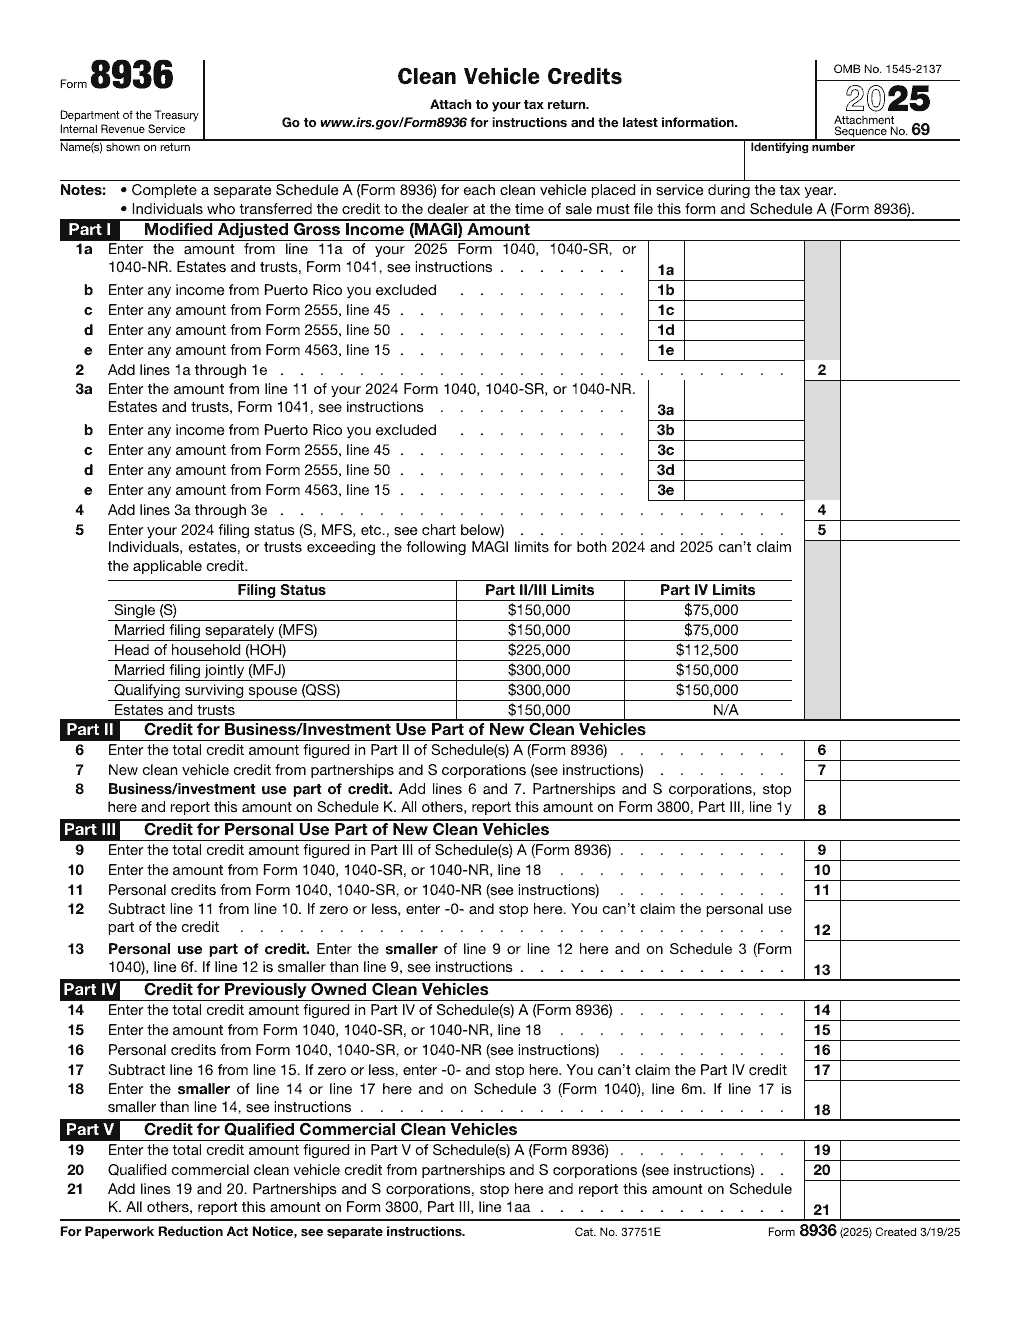 Form 8936
Department of the Treasury
Internal Revenue Service
Clean Vehicle Credits
Attach to your tax return.
Go to www.irs.gov/Form8936 for instructions and the latest information.
OMB No. 1545-2137
2025
Attachment
Sequence No. 69
Name(s) shown on return
Identifying number
Notes: • Complete a separate Schedule A (Form 8936) for each clean vehicle placed in service during the tax year.
• Individuals who transferred the credit to the dealer at the time of sale must file this form and Schedule A (Form 8936).
Part I Modified Adjusted Gross Income (MAGI) Amount
1a Enter the amount from line 11a of your 2025 Form 1040, 1040-SR, or
1040-NR. Estates and trusts, Form 1041, see instructions . . . . . . . 1a
b Enter any income from Puerto Rico you excluded . . . . . . . . . 1b
c Enter any amount from Form 2555, line 45 . . . . . . . . . . . . 1c
d Enter any amount from Form 2555, line 50 . . . . . . . . . . . . 1d
e Enter any amount from Form 4563, line 15 . . . . . . . . . . . . 1e
2 Add lines 1a through 1e . . . . . . . . . . . . . . . . . . . . . . . 2
3a Enter the amount from line 11 of your 2024 Form 1040, 1040-SR, or 1040-NR.
Estates and trusts, Form 1041, see instructions . . . . . . . . . . 3a
b Enter any income from Puerto Rico you excluded . . . . . . . . . 3b
c Enter any amount from Form 2555, line 45 . . . . . . . . . . . . 3c
d Enter any amount from Form 2555, line 50 . . . . . . . . . . . . 3d
e Enter any amount from Form 4563, line 15 . . . . . . . . . . . . 3e
4 Add lines 3a through 3e . . . . . . . . . . . . . . . . . . . . . . . 4
5 Enter your 2024 filing status (S, MFS, etc., see chart below) . . . . . . . . . . . . . 5
Individuals, estates, or trusts exceeding the following MAGI limits for both 2024 and 2025 can’t claim
the applicable credit.
Filing Status Part II/III Limits Part IV Limits
Single (S) $150,000 $75,000
Married filing separately (MFS) $150,000 $75,000
Head of household (HOH) $225,000 $112,500
Married filing jointly (MFJ) $300,000 $150,000
Qualifying surviving spouse (QSS) $300,000 $150,000
Estates and trusts $150,000 N/A
Part II Credit for Business/Investment Use Part of New Clean Vehicles
6 Enter the total credit amount figured in Part II of Schedule(s) A (Form 8936) . . . . . . . . . 6
7 New clean vehicle credit from partnerships and S corporations (see instructions) . . . . . . . 7
8 Business/investment use part of credit. Add lines 6 and 7. Partnerships and S corporations, stop
here and report this amount on Schedule K. All others, report this amount on Form 3800, Part III, line 1y 8
Part III Credit for Personal Use Part of New Clean Vehicles
9 Enter the total credit amount figured in Part III of Schedule(s) A (Form 8936) . . . . . . . . . 9
10 Enter the amount from Form 1040, 1040-SR, or 1040-NR, line 18 . . . . . . . . . . . 10
11 Personal credits from Form 1040, 1040-SR, or 1040-NR (see instructions) . . . . . . . . 11
12 Subtract line 11 from line 10. If zero or less, enter -0- and stop here. You can’t claim the personal use
part of the credit . . . . . . . . . . . . . . . . . . . . . . . . . 12
13 Personal use part of credit. Enter the smaller of line 9 or line 12 here and on Schedule 3 (Form
1040), line 6f. If line 12 is smaller than line 9, see instructions . . . . . . . . . . . . . 13
Part IV Credit for Previously Owned Clean Vehicles
14 Enter the total credit amount figured in Part IV of Schedule(s) A (Form 8936) . . . . . . . . . 14
15 Enter the amount from Form 1040, 1040-SR, or 1040-NR, line 18 . . . . . . . . . . . 15
16 Personal credits from Form 1040, 1040-SR, or 1040-NR (see instructions) . . . . . . . . 16
17 Subtract line 16 from line 15. If zero or less, enter -0- and stop here. You can’t claim the Part IV credit 17
18 Enter the smaller of line 14 or line 17 here and on Schedule 3 (Form 1040), line 6m. If line 17 is
smaller than line 14, see instructions . . . . . . . . . . . . . . . . . . . . 18
Part V Credit for Qualified Commercial Clean Vehicles
19 Enter the total credit amount figured in Part V of Schedule(s) A (Form 8936) . . . . . . . . . 19
20 Qualified commercial clean vehicle credit from partnerships and S corporations (see instructions) . . 20
21 Add lines 19 and 20. Partnerships and S corporations, stop here and report this amount on Schedule
K. All others, report this amount on Form 3800, Part III, line 1aa . . . . . . . . . . . . 21
For Paperwork Reduction Act Notice, see separate instructions. Cat. No. 37751E Form 8936 (2025) Created 3/19/25